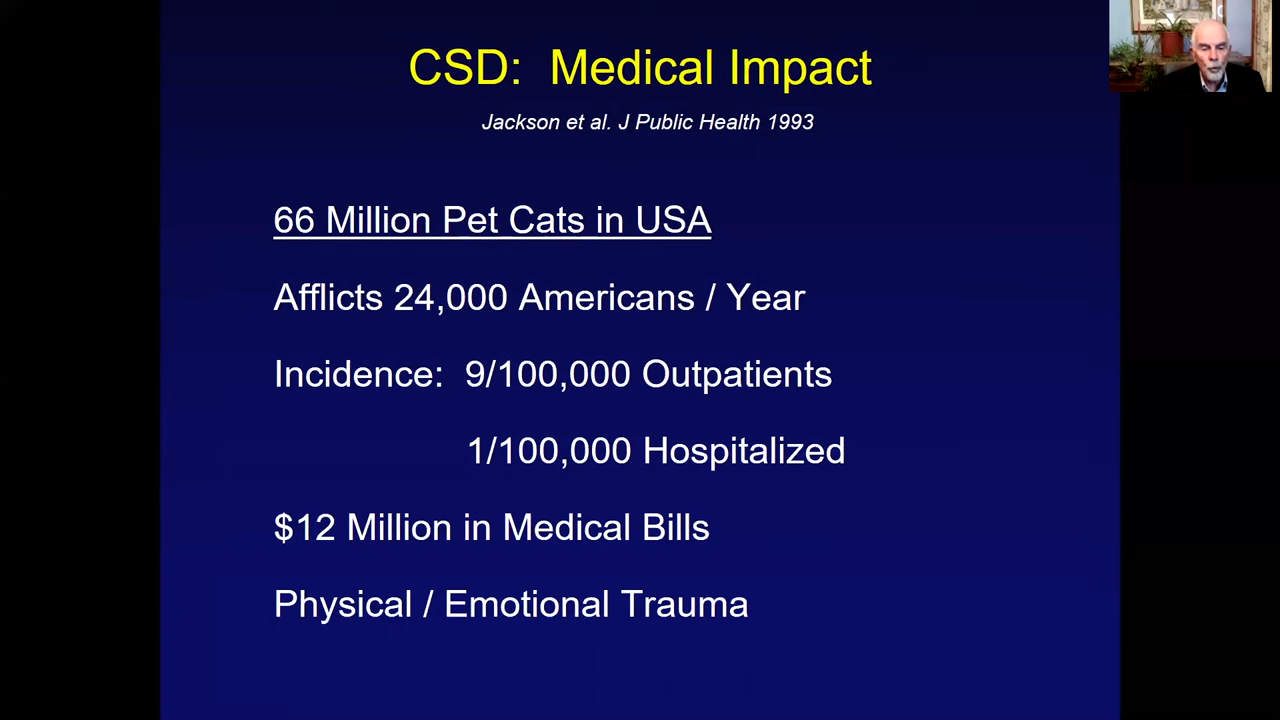 CSD: Medical Impact
Jackson et al. J Public Health 1993
66 Million Pet Cats in USA
Afflicts 24,000 Americans / Year
Incidence: 9/100,000 Outpatients
1/100,000 Hospitalized
$12 Million in Medical Bills
Physical / Emotional Trauma